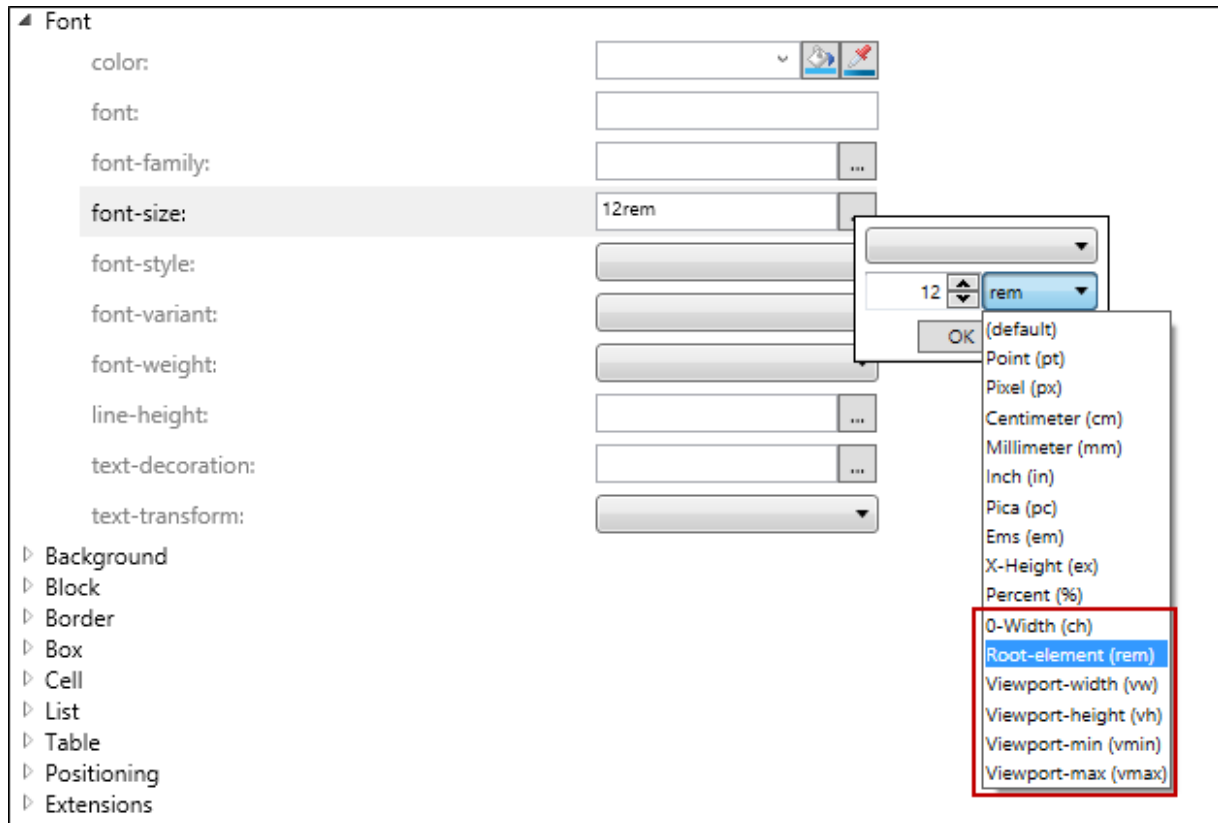 Font
color:
font:
font-family:
...
font-size:
12rem
font-style:
font-variant:
font-weight:
line-height:
...
text-decoration:
...
text-transform:
12
rem
OK
(default)
Point (pt)
Pixel (px)
Centimeter (cm)
Millimeter (mm)
Inch (in)
Pica (pc)
Ems (em)
X-Height (ex)
Percent (%)
0-Width (ch)
Root-element (rem)
Viewport-width (vw)
Viewport-height (vh)
Viewport-min (vmin)
Viewport-max (vmax)
Background
Block
Border
Box
Cell
List
Table
Positioning
Extensions